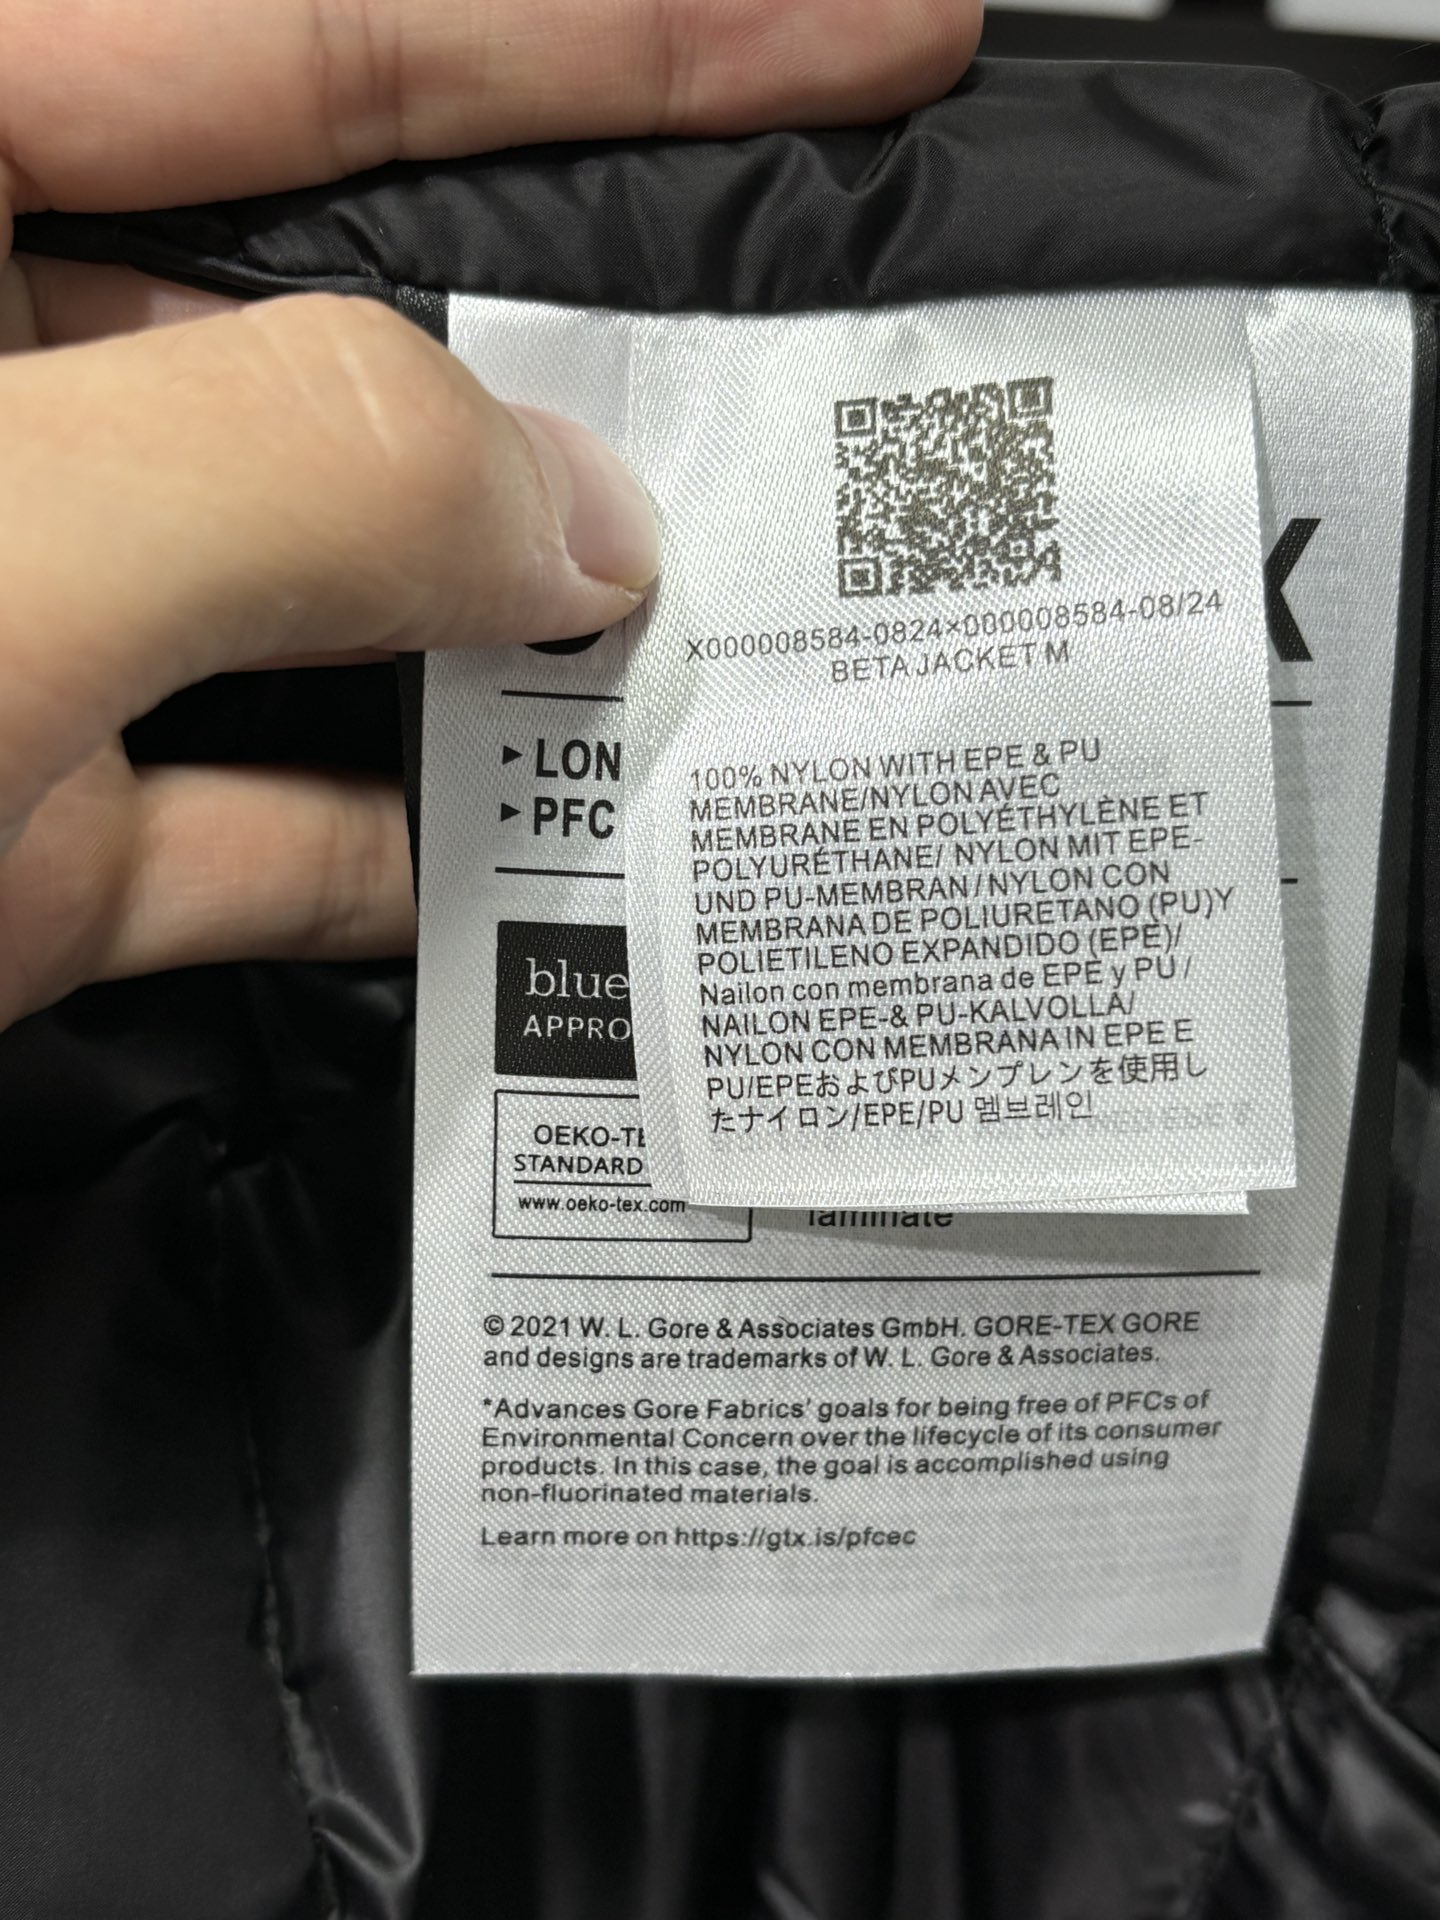 X000008584-0824×000008584-08/24
BETA JACKET M
100% NYLON WITH EPE & PU
MEMBRANE/NYLON AVEC
MEMBRANE EN POLYÉTHYLÈNE ET
POLYURÉTHANE/ NYLON MIT EPE-
UND PU-MEMBRAN/NYLON CON
MEMBRANA DE POLIURETANO (PU)Y
POLIETILENO EXPANDIDO (EPE)/
Nailon con membrana de EPE y PU /
NAILON EPE-& PU-KALVOLLA/
NYLON CON MEMBRANA IN EPE E
PU/EPEおよびPUメンブレンを使用し
たナイロン/EPE/PU 멤브레인
X
▸ LON
▸ PFC
blue
APPRO
OEKO-TE
STANDARD
www.oeko-tex.com
laminate
© 2021 W. L. Gore & Associates GmbH. GORE-TEX GORE
and designs are trademarks of W. L. Gore & Associates.
*Advances Gore Fabrics' goals for being free of PFCs of
Environmental Concern over the lifecycle of its consumer
products. In this case, the goal is accomplished using
non-fluorinated materials.
Learn more on https://gtx.is/pfcec